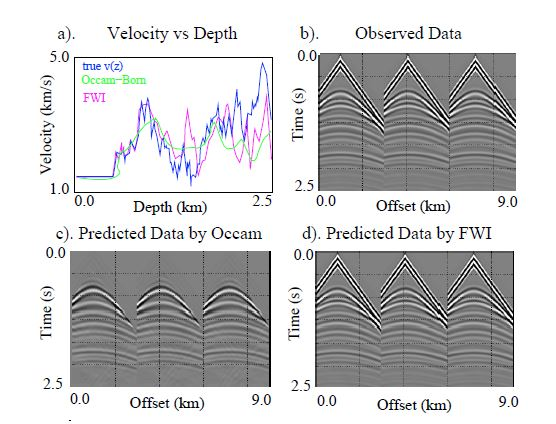 a). Velocity vs Depth
5.0
true v(z)
Occam-Born
FWI
Velocity (km/s)
1.0
0.0
Depth (km)
2.5
b). Observed Data
0.0
Time (s)
2.5
0.0
Offset (km)
9.0
c). Predicted Data by Occam
0.0
Time (s)
2.5
0.0
Offset (km)
9.0
d). Predicted Data by FWI
0.0
Time (s)
2.5
0.0
Offset (km)
9.0